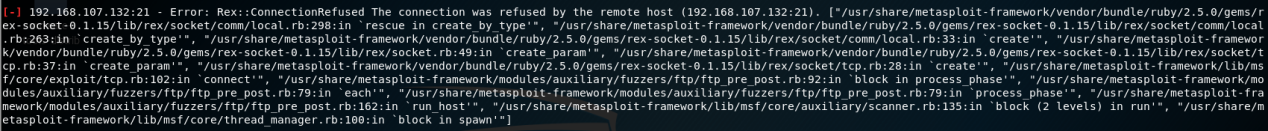 [-] 192.168.107.132:21 - Error: Rex::ConnectionRefused The connection was refused by the remote host (192.168.107.132:21). ["/usr/share/metasploit-framework/vendor/bundle/ruby/2.5.0/gems/r
ex-socket-0.1.15/lib/rex/socket/comm/local.rb:298:in `rescue in create_by_type'", "/usr/share/metasploit-framework/vendor/bundle/ruby/2.5.0/gems/rex-socket-0.1.15/lib/rex/socket/comm/local
.rb:263:in `create_by_type'", "/usr/share/metasploit-framework/vendor/bundle/ruby/2.5.0/gems/rex-socket-0.1.15/lib/rex/socket/comm/local.rb:33:in `create'", "/usr/share/metasploit-framewor
k/vendor/bundle/ruby/2.5.0/gems/rex-socket-0.1.15/lib/rex/socket.rb:49:in `create_param'", "/usr/share/metasploit-framework/vendor/bundle/ruby/2.5.0/gems/rex-socket-0.1.15/lib/rex/socket/t
cp.rb:37:in `create_param'", "/usr/share/metasploit-framework/vendor/bundle/ruby/2.5.0/gems/rex-socket-0.1.15/lib/rex/socket/tcp.rb:28:in `create'", "/usr/share/metasploit-framework/lib/ms
f/core/exploit/tcp.rb:102:in `connect'", "/usr/share/metasploit-framework/modules/auxiliary/fuzzers/ftp/ftp_pre_post.rb:92:in `block in process_phase'", "/usr/share/metasploit-framework/mo
dules/auxiliary/fuzzers/ftp/ftp_pre_post.rb:79:in `each'", "/usr/share/metasploit-framework/modules/auxiliary/fuzzers/ftp/ftp_pre_post.rb:79:in `process_phase'", "/usr/share/metasploit-fra
mework/modules/auxiliary/fuzzers/ftp/ftp_pre_post.rb:162:in `run_host'", "/usr/share/metasploit-framework/lib/msf/core/auxiliary/scanner.rb:135:in `block (2 levels) in run'", "/usr/share/m
etasploit-framework/lib/msf/core/thread_manager.rb:100:in `block in spawn'"]